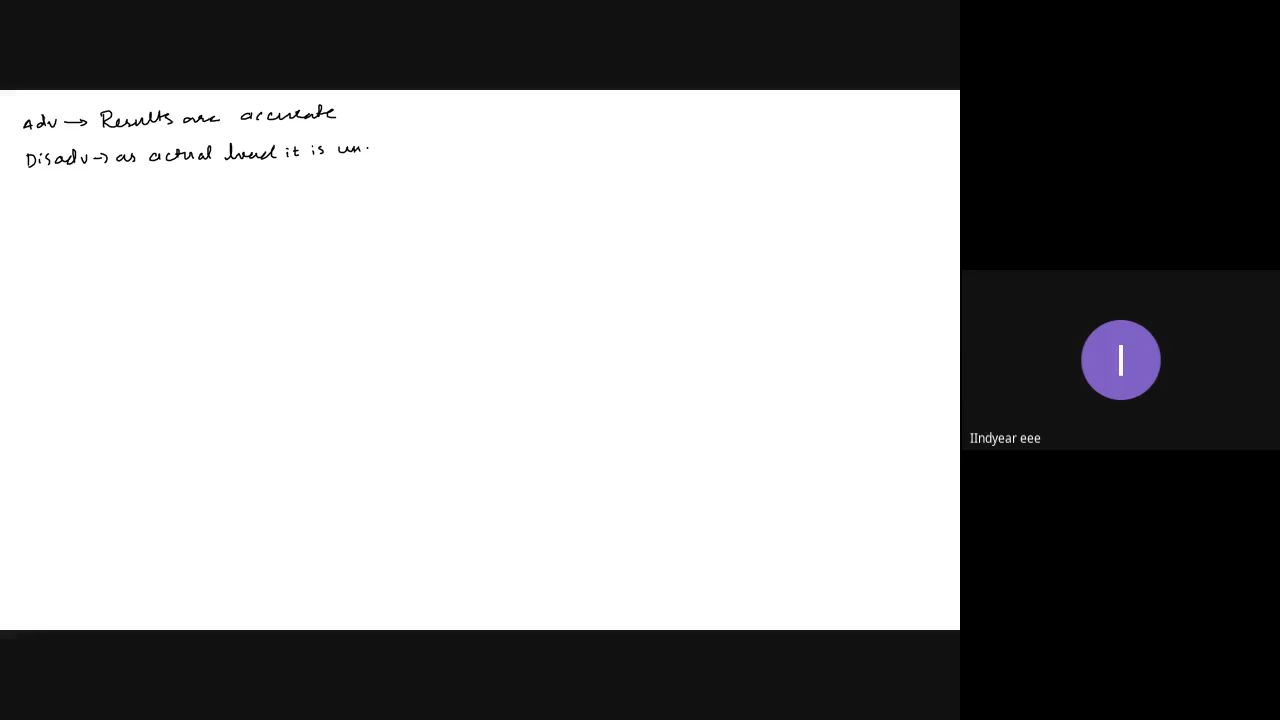 Adv → Results are accurate
Disadv → as actual load it is un.
I
IIndyear eee